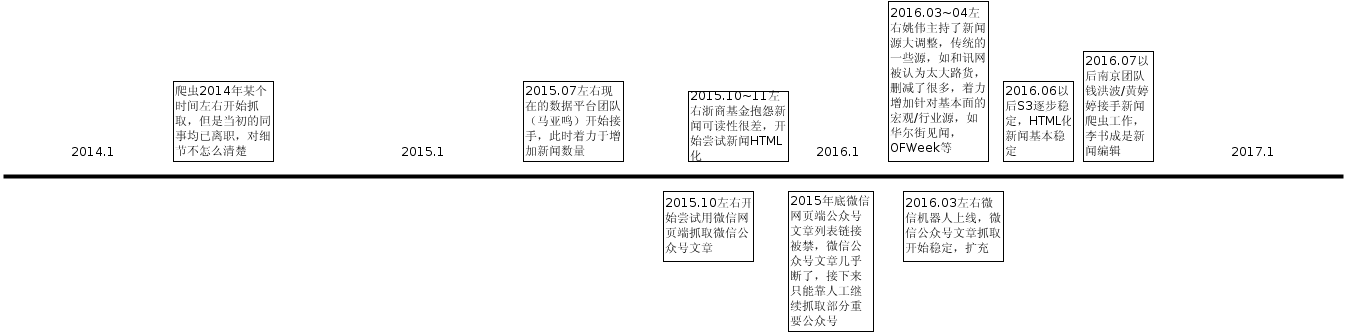 2014.1
爬虫2014年某个
时间左右开始抓
取，但是当初的同
事均已离职，对细
节不怎么清楚
2015.1
2015.07左右现
在的数据平台团队
（马亚鸣）开始接
手，此时着力于增
加新闻数量
2015.10~11左
右浙商基金抱怨新
闻可读性很差，开
始尝试新闻HTML
化
2016.1
2016.03~04左
右姚伟主持了新闻
源大调整，传统的
一些源，如和讯网
被认为太大路货，
删减了很多，着力
增加针对基本面的
宏观/行业源，如
华尔街见闻，
OFWeek等
2016.06以
后S3逐步稳
定，HTML化
新闻基本稳
定
2016.07以
后南京团队
钱洪波/黄婷
婷接手新闻
爬虫工作，
李书成是新
闻编辑
2017.1
2015.10左右开
始尝试用微信网
页端抓取微信公
众号文章
2015年底微信
网页端公众号
文章列表链接
被禁，微信公
众号文章几乎
断了，接下来
只能靠人工继
续抓取部分重
要公众号
2016.03左右微
信机器人上线，微
信公众号文章抓取
开始稳定，扩充